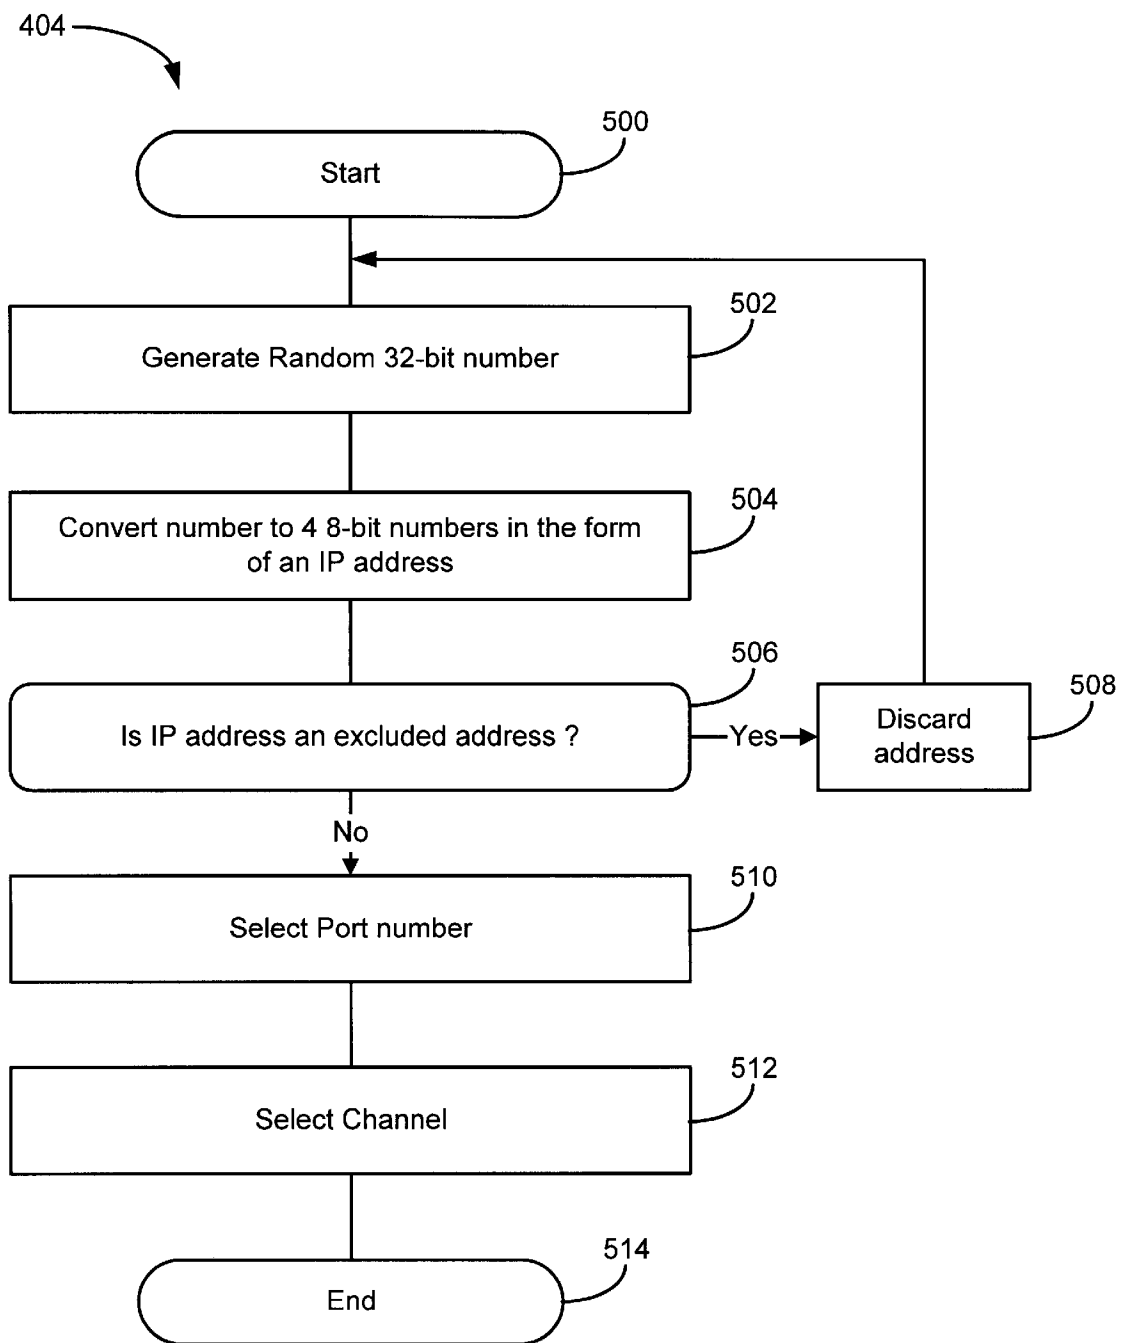 404
500
Start
502
Generate Random 32-bit number
504
Convert number to 4 8-bit numbers in the form
of an IP address
506
Is IP address an excluded address ?
Yes
508
Discard
address
No
510
Select Port number
512
Select Channel
514
End